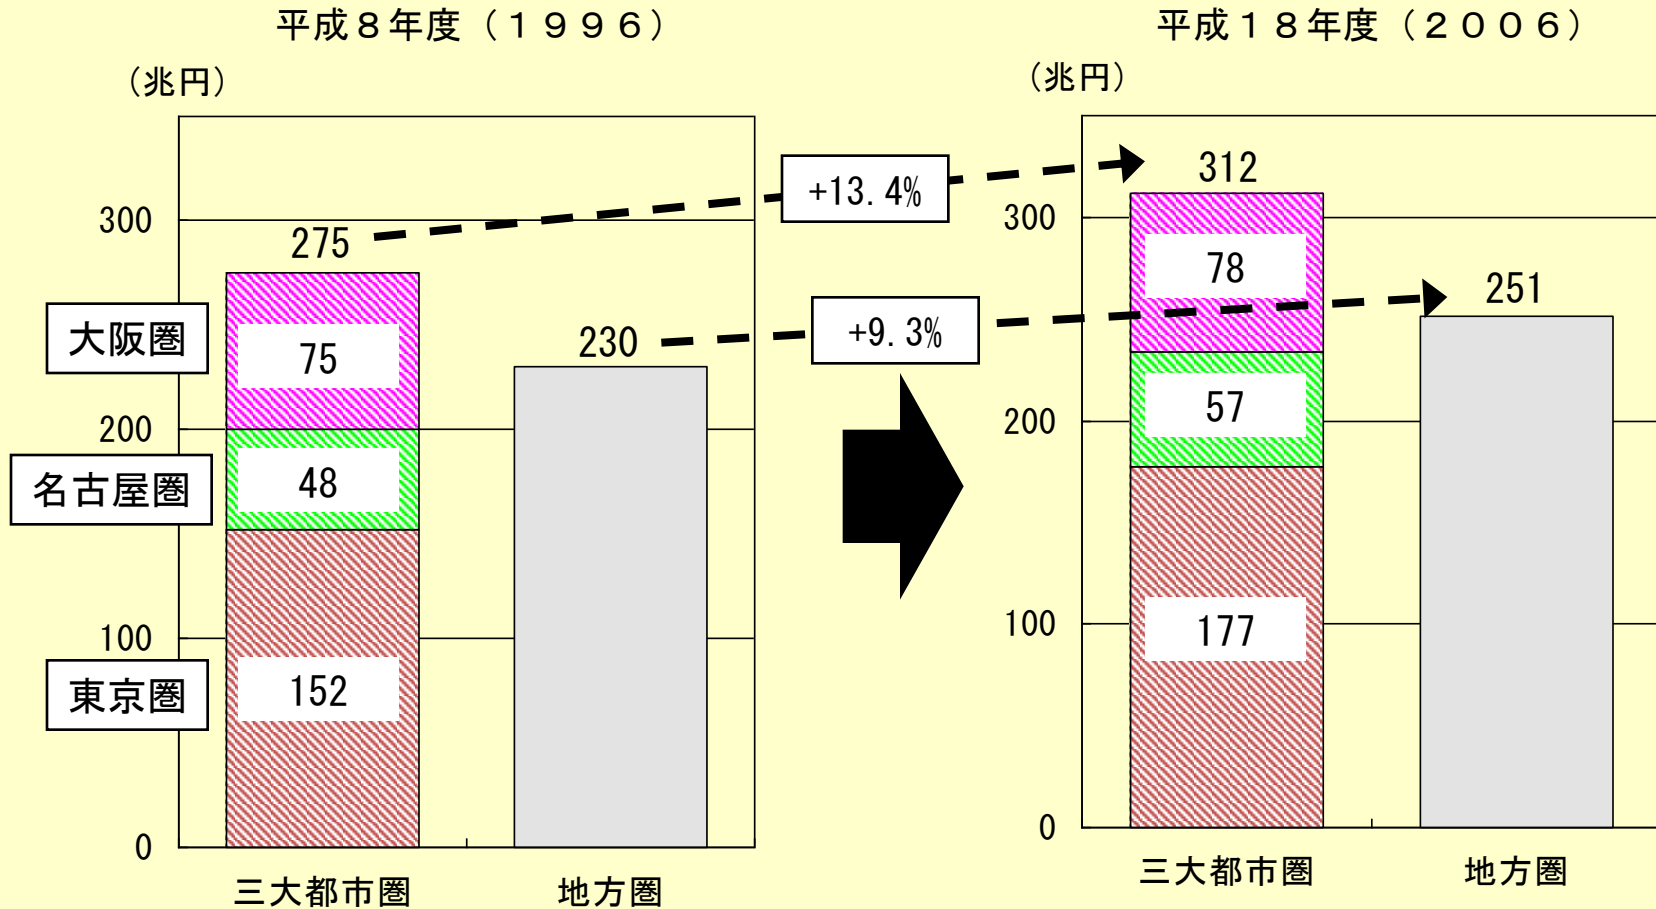 平成８年度（１９９６）
平成１８年度（２００６）
（兆円）
（兆円）
+13.4%
312
300
300
275
78
251
+9.3%
大阪圏
75
230
57
200
200
名古屋圏
48
177
100
100
東京圏
152
0
0
三大都市圏
地方圏
三大都市圏
地方圏